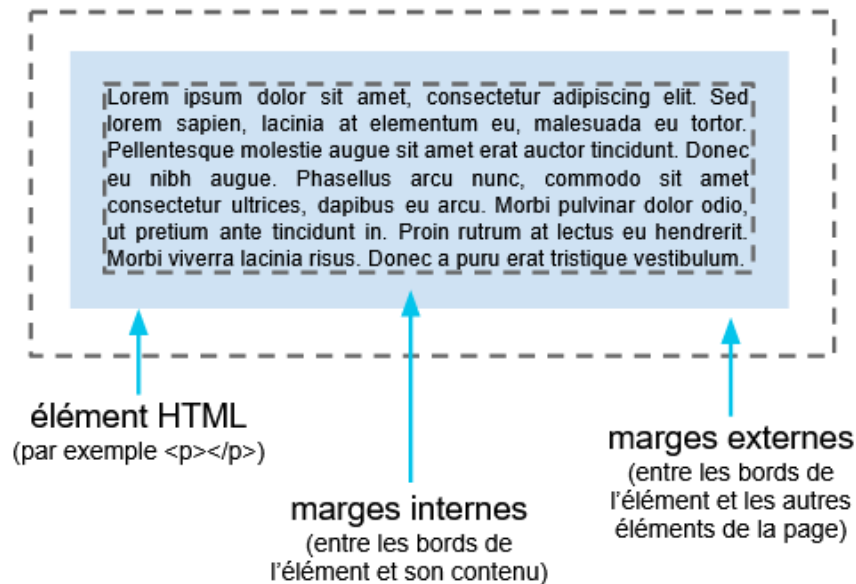 Lorem ipsum dolor sit amet, consectetur adipiscing elit. Sed
lorem sapien, lacinia at elementum eu, malesuada eu tortor.
Pellentesque molestie augue sit amet erat auctor tincidunt. Donec
eu nibh augue. Phasellus arcu nunc, commodo sit amet
consectetur ultrices, dapibus eu arcu. Morbi pulvinar dolor odio,
ut pretium ante tincidunt in. Proin rutrum at lectus eu hendrerit.
Morbi viverra lacinia risus. Donec a puru erat tristique vestibulum.
élément HTML
(par exemple <p></p>)
marges internes
(entre les bords de
l'élément et son contenu)
marges externes
(entre les bords de
l'élément et les autres
éléments de la page)